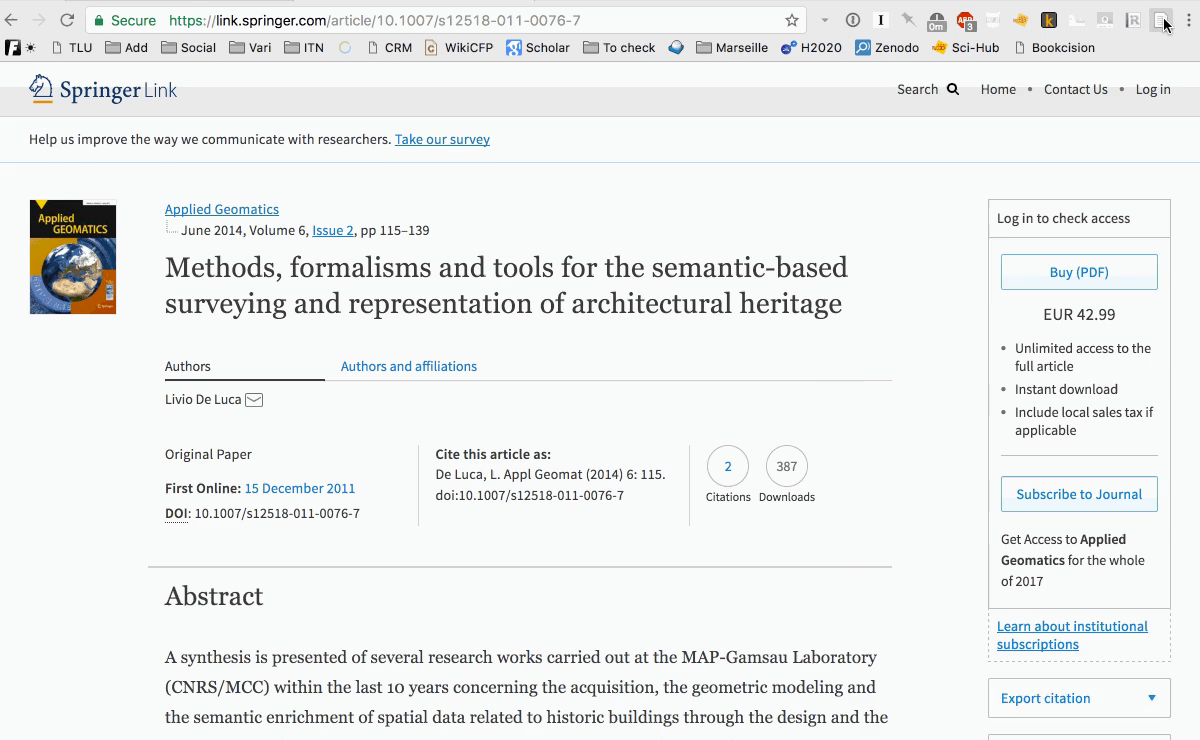 Secure https://link.springer.com/article/10.1007/s12518-011-0076-7
0m
ABP
3
TLU Add Social Vari ITN CRM WikiCFP Scholar To check Marseille H2020 Zenodo Sci-Hub Bookcision
Springer Link
Search Home • Contact Us • Log in
Help us improve the way we communicate with researchers. Take our survey
Applied
GEOMATICS
Applied Geomatics
June 2014, Volume 6, Issue 2, pp 115–139
Methods, formalisms and tools for the semantic-based
surveying and representation of architectural heritage
Authors
Authors and affiliations
Livio De Luca
Original Paper
First Online: 15 December 2011
DOI: 10.1007/s12518-011-0076-7
Cite this article as:
De Luca, L. Appl Geomat (2014) 6: 115.
doi:10.1007/s12518-011-0076-7
2
Citations
387
Downloads
Abstract
A synthesis is presented of several research works carried out at the MAP-Gamsau Laboratory
(CNRS/MCC) within the last 10 years concerning the acquisition, the geometric modeling and
the semantic enrichment of spatial data related to historic buildings through the design and the
Log in to check access
Buy (PDF)
EUR 42.99
• Unlimited access to the
full article
• Instant download
• Include local sales tax if
applicable
Subscribe to Journal
Get Access to Applied
Geomatics for the whole
of 2017
Learn about institutional
subscriptions
Export citation